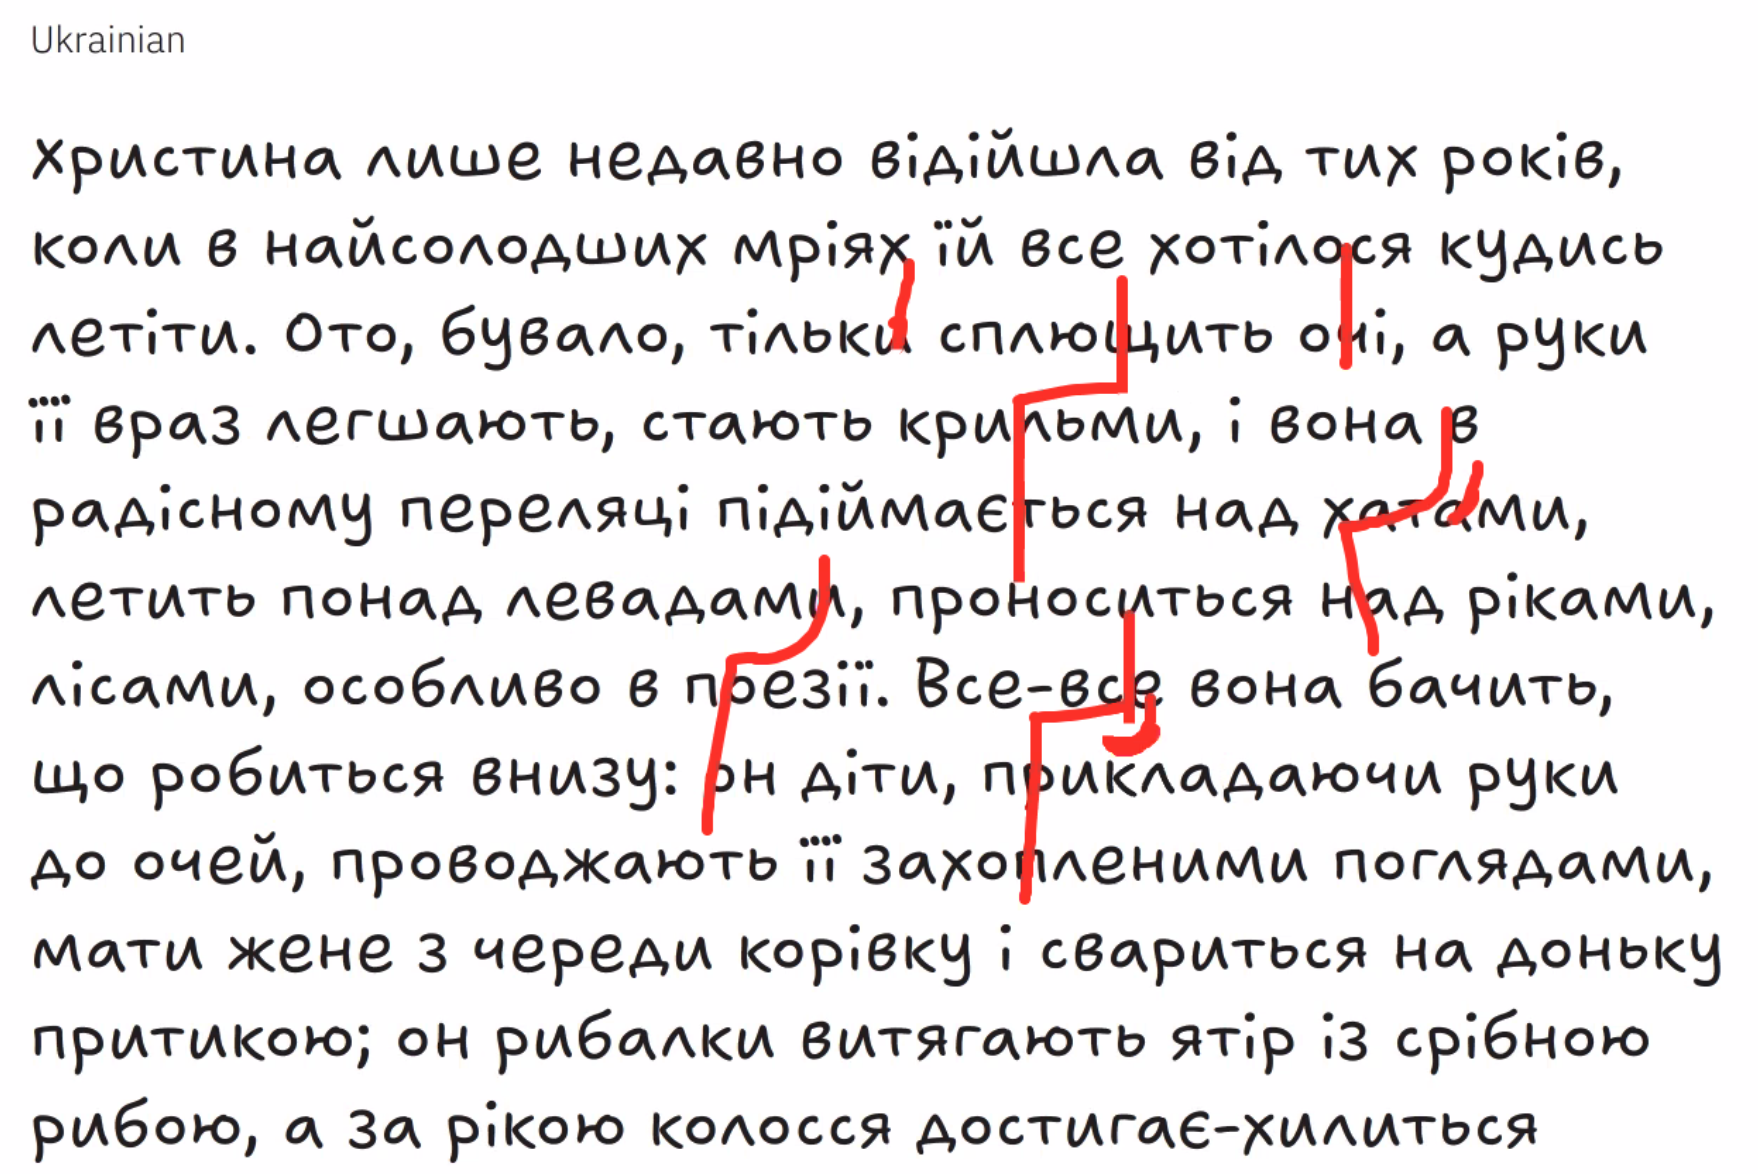 Ukrainian
Христина лише недавно відійшла від тих років,
коли в найсолодших мріях їй все хотілося кудись
летіти. Ото, бувало, тільки сплющить очі, а руки
її враз легшають, стають крильми, і вона в
радісному переляці підіймається над хатами,
летить понад левадами, проноситься над ріками,
лісами, особливо в поезії. Все-все вона бачить,
що робиться внизу: он діти, прикладаючи руки
до очей, проводжають її захопленими поглядами,
мати жене з череди корівку і свариться на доньку
притикою; он рибалки витягають ятір із срібною
рибою, а за рікою колосся достигає-хилиться